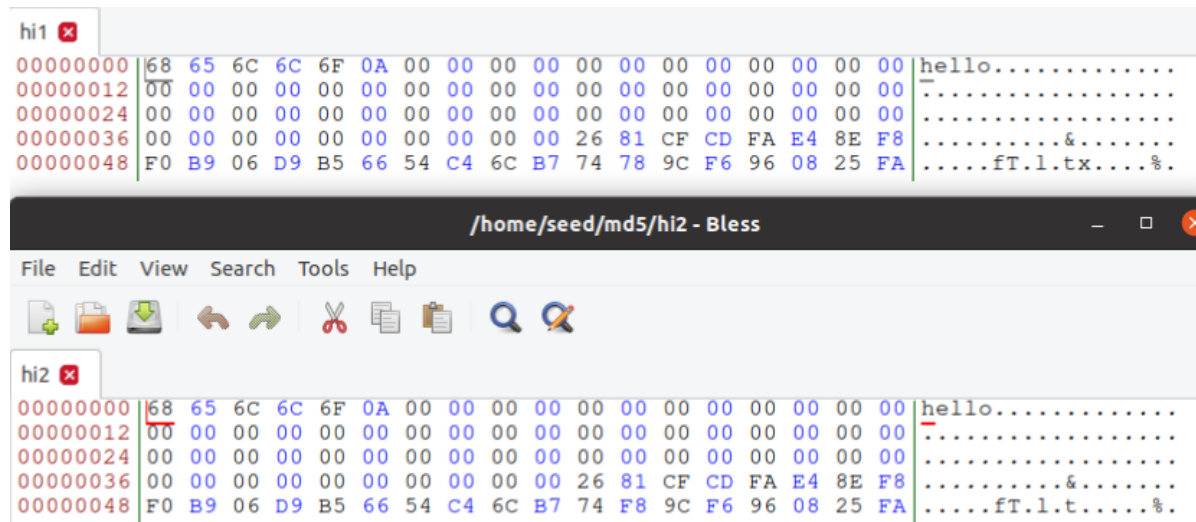 hi1
00000000 68 65 6C 6C 6F 0A 00 00 00 00 00 00 00 00 00 00 00 00 hello.............
00000012 00 00 00 00 00 00 00 00 00 00 00 00 00 00 00 00 00 00 ..................
00000024 00 00 00 00 00 00 00 00 00 00 00 00 00 00 00 00 00 00 ..................
00000036 00 00 00 00 00 00 00 00 00 00 26 81 CF CD FA E4 8E F8 ..........&.......
00000048 F0 B9 06 D9 B5 66 54 C4 6C B7 74 78 9C F6 96 08 25 FA .....fT.l.tx....%.
/home/seed/md5/hi2 - Bless
File Edit View Search Tools Help
hi2
00000000 68 65 6C 6C 6F 0A 00 00 00 00 00 00 00 00 00 00 00 00 hello.............
00000012 00 00 00 00 00 00 00 00 00 00 00 00 00 00 00 00 00 00 ..................
00000024 00 00 00 00 00 00 00 00 00 00 00 00 00 00 00 00 00 00 ..................
00000036 00 00 00 00 00 00 00 00 00 00 26 81 CF CD FA E4 8E F8 ..........&.......
00000048 F0 B9 06 D9 B5 66 54 C4 6C B7 74 F8 9C F6 96 08 25 FA .....fT.l.t.....%.